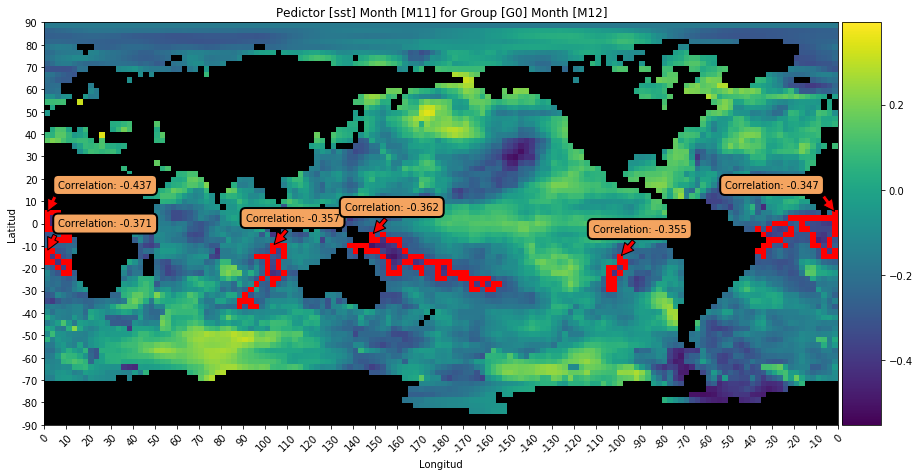 Pedictor [sst] Month [M11] for Group [G0] Month [M12]
90
80
70
60
50
40
30
20
10
0
-10
-20
-30
-40
-50
-60
-70
-80
-90
Latitud
Correlation: -0.437
Correlation: -0.371
Correlation: -0.357
Correlation: -0.362
Correlation: -0.355
Correlation: -0.347
0.2
0.0
−0.2
−0.4
0 10 20 30 40 50 60 70 80 90 100 110 120 130 140 150 160 170 -170 -160 -150 -140 -130 -120 -110 -100 -90 -80 -70 -60 -50 -40 -30 -20 -10 0
Longitud